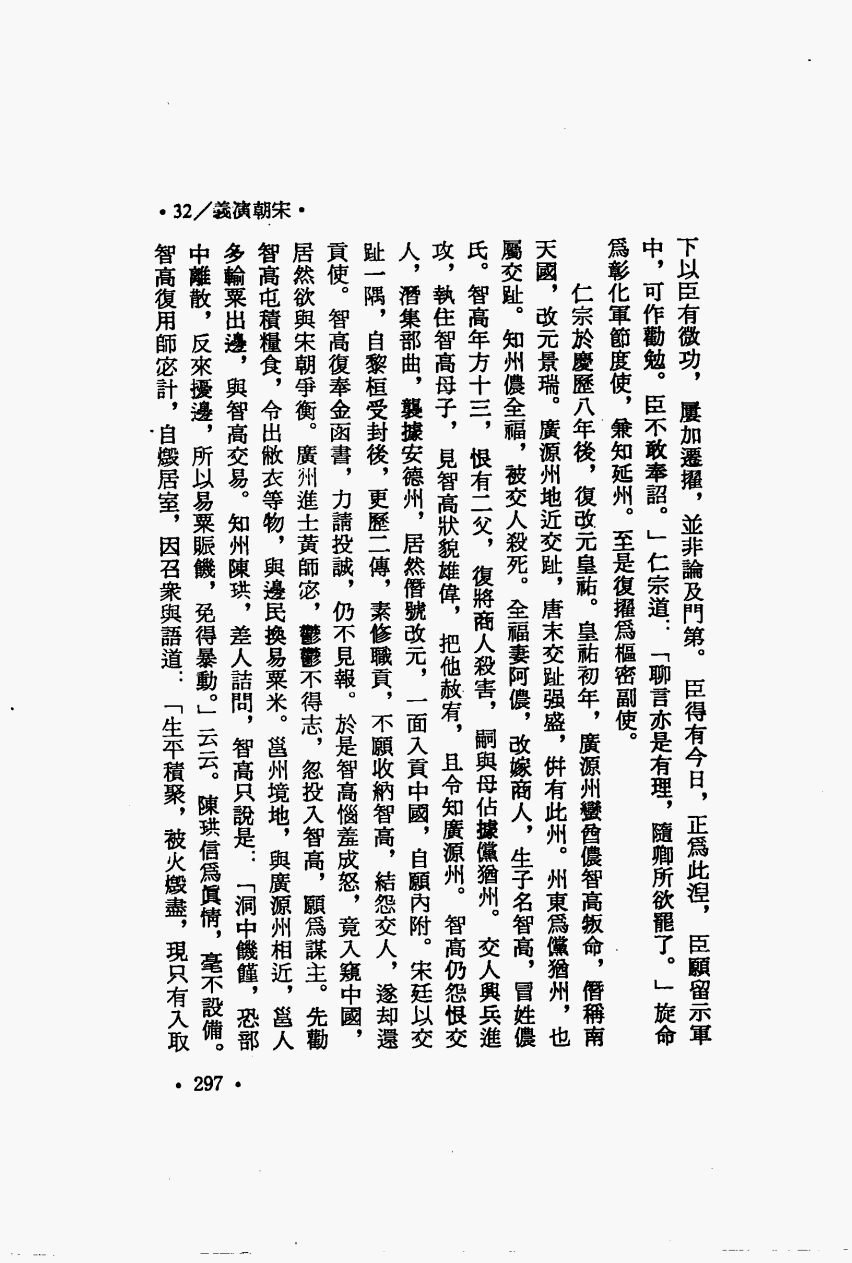 •32/宋朝演義•
下以臣有微功，屢加遷擢，並非論及門第。臣得有今日，正爲此涅，臣願留示軍
中，可作勸勉。臣不敢奉詔。」仁宗道：「聊言亦是有理，隨卿所欲罷了。」旋命
爲彰化軍節度使，兼知延州。至是復擢爲樞密副使。
仁宗於慶歷八年後，復改元皇祐。皇祐初年，廣源州蠻酋儂智高叛命，僭稱南
天國，改元景瑞。廣源州地近交趾，唐末交趾强盛，併有此州。州東爲儻猶州，也
屬交趾。知州儂全福，被交人殺死。全福妻阿儂，改嫁商人，生子名智高，冒姓儂
氏。智高年方十三，恨有二父，復將商人殺害，嗣與母佔據儻猶州。交人興兵進
攻，執住智高母子，見智高狀貌雄偉，把他赦宥，且令知廣源州。智高仍怨恨交
人，潛集部曲，襲據安德州，居然僭號改元，一面入貢中國，自願內附。宋廷以交
趾一隅，自黎桓受封後，更歷二傳，素修職貢，不願收納智高，結怨交人，遂却還
貢使。智高復奉金函書，力請投誠，仍不見報。於是智高惱羞成怒，竟入窺中國，
居然欲與宋朝爭衡。廣州進士黃師宓，鬱鬱不得志，忽投入智高，願爲謀主。先勸
智高屯積糧食，令出敝衣等物，與邊民換易粟米。邕州境地，與廣源州相近，邕人
多輸粟出邊，與智高交易。知州陳珙，差人詰問，智高只說是：「洞中饑饉，恐部
中離散，反來擾邊，所以易粟賑饑，免得暴動。」云云。陳珙信爲眞情，毫不設備。
智高復用師宓計，自燬居室，因召衆與語道：「生平積聚，被火燬盡，現只有入取
•297•